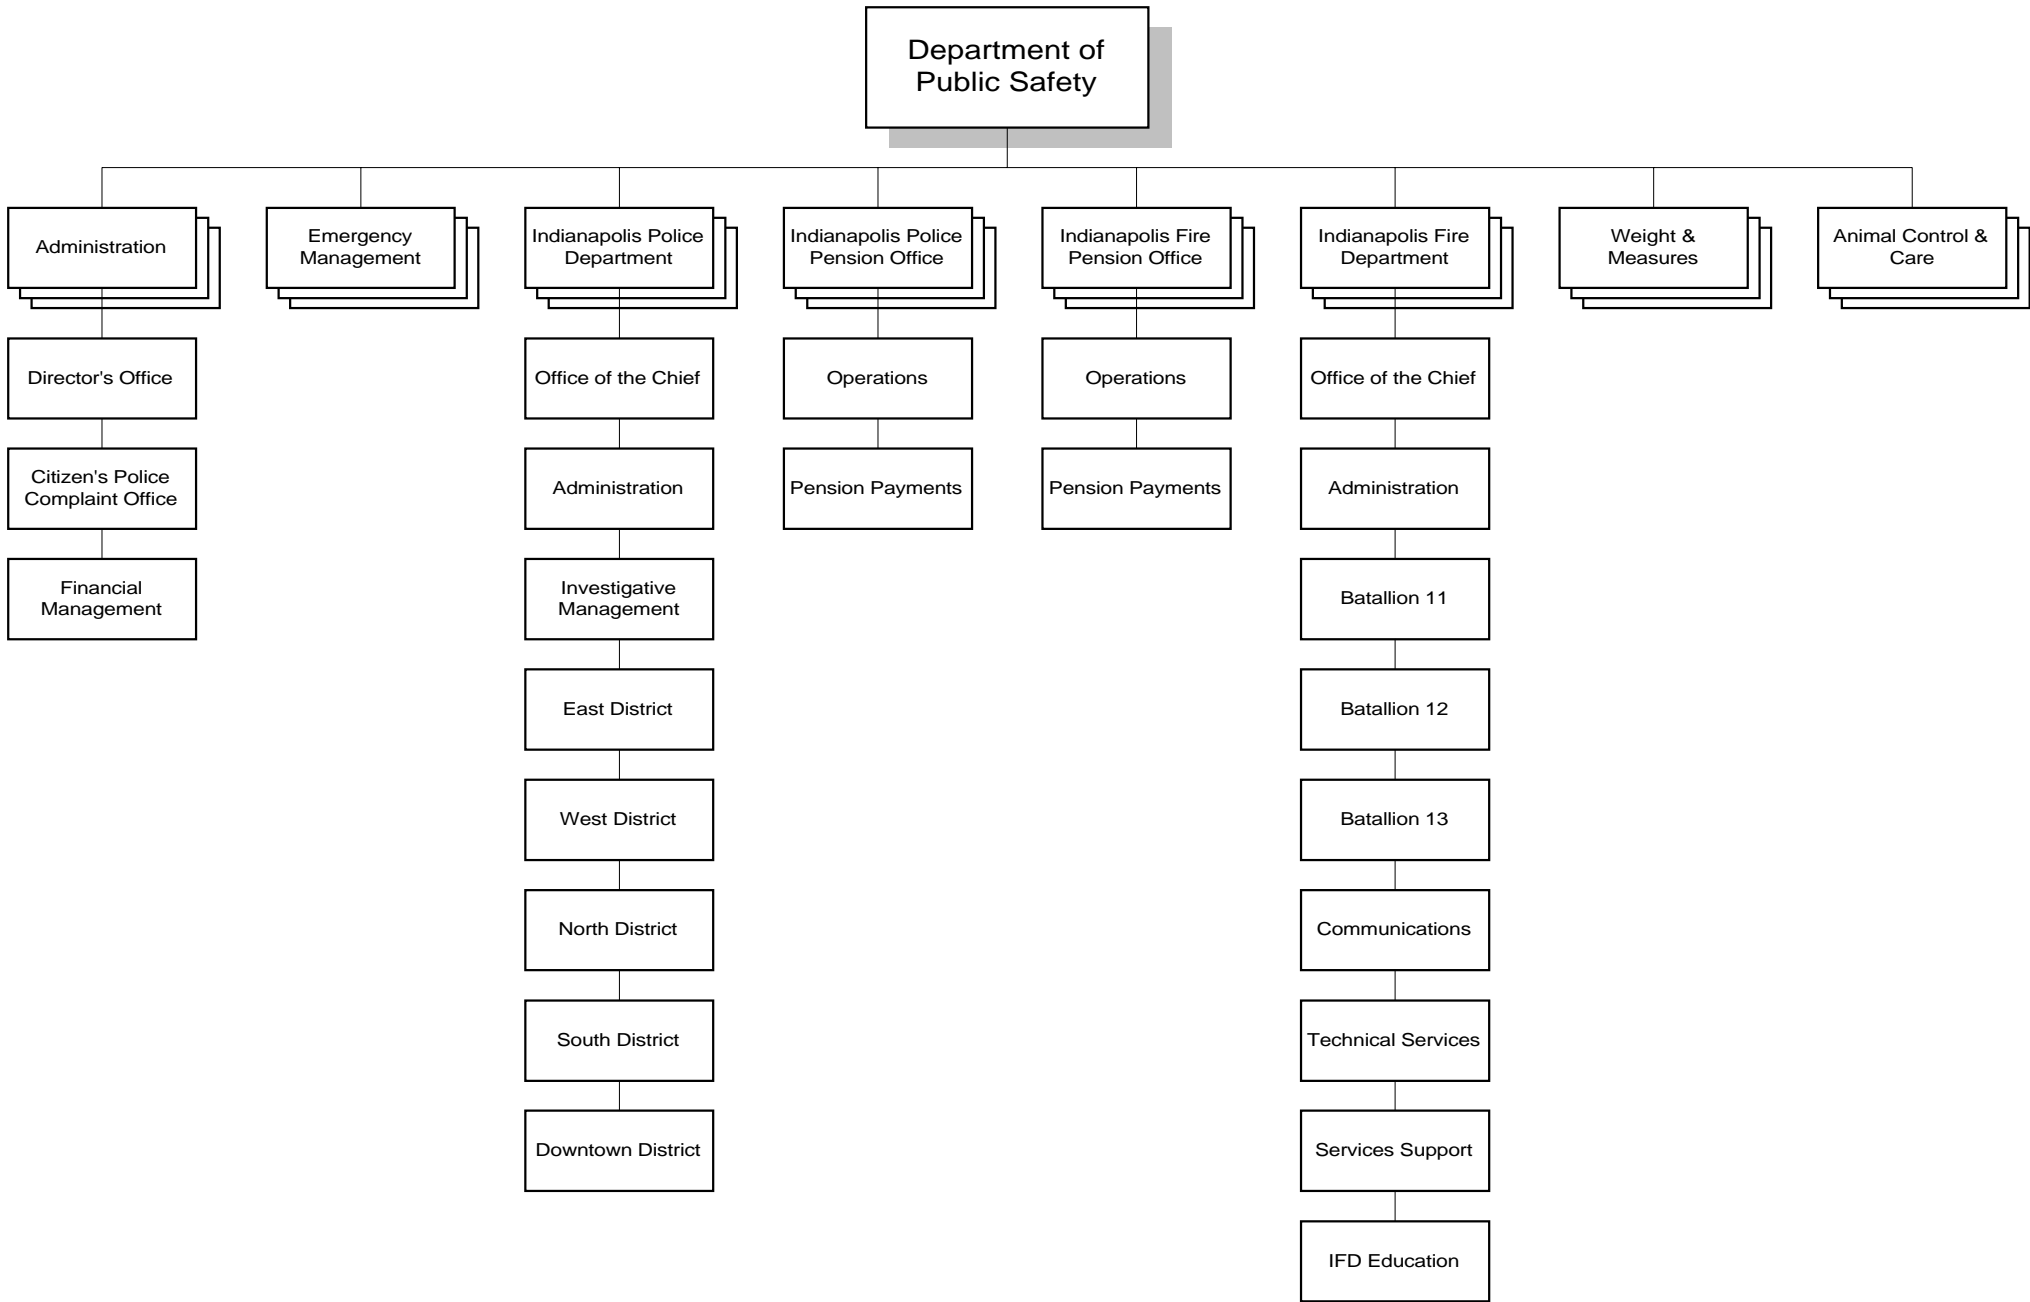 Department of
Public Safety
Administration
Emergency
Management
Indianapolis Police
Department
Indianapolis Police
Pension Office
Indianapolis Fire
Pension Office
Indianapolis Fire
Department
Weight &
Measures
Animal Control &
Care
Director's Office
Citizen's Police
Complaint Office
Financial
Management
Office of the Chief
Administration
Investigative
Management
East District
West District
North District
South District
Downtown District
Operations
Pension Payments
Operations
Pension Payments
Office of the Chief
Administration
Batallion 11
Batallion 12
Batallion 13
Communications
Technical Services
Services Support
IFD Education